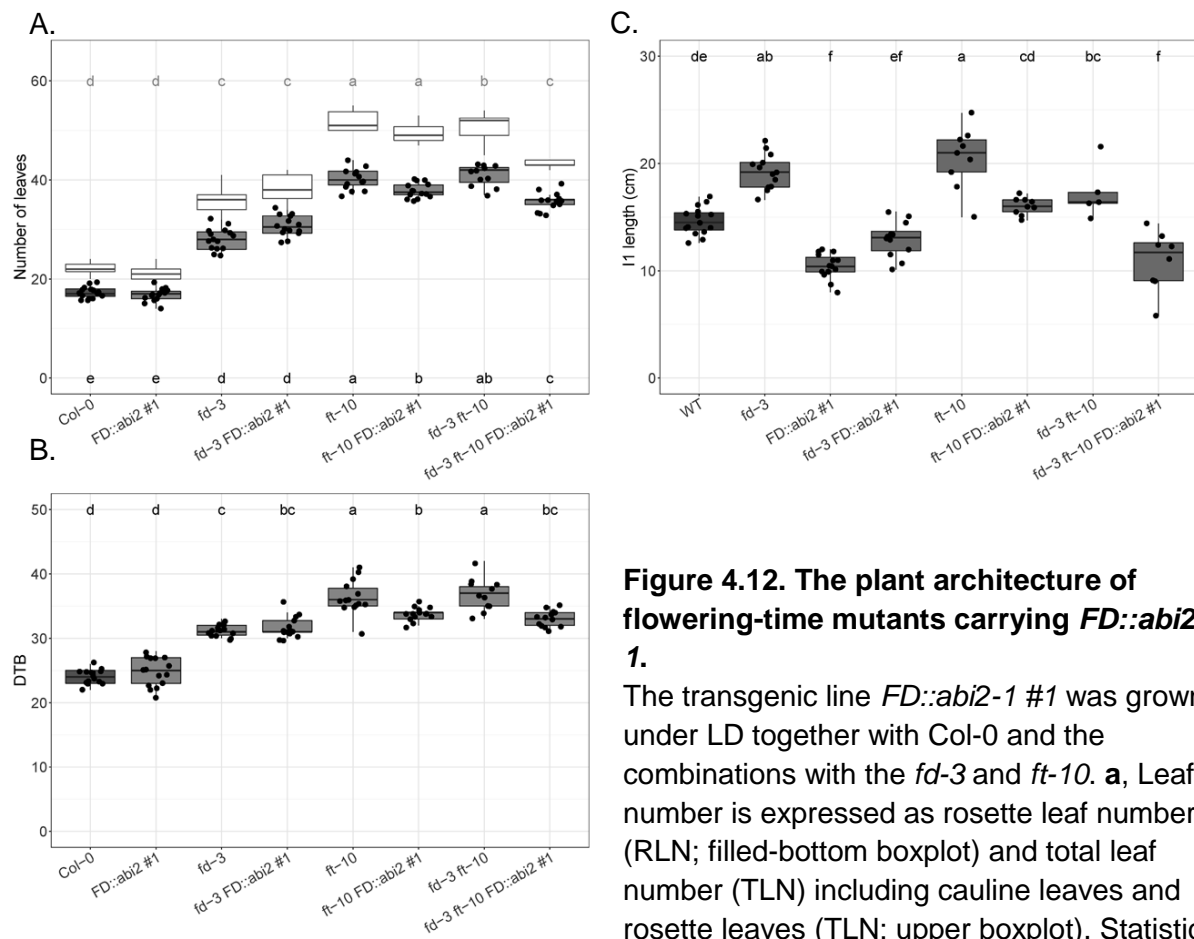 A.
Number of leaves
60
40
20
0
d d c c a a b c
e e d d a b ab c
Col−0
FD::abi2 #1
fd−3
fd−3 FD::abi2 #1
ft−10
ft−10 FD::abi2 #1
fd−3 ft−10
fd−3 ft−10 FD::abi2 #1
B.
DTB
50
40
30
20
10
0
d d c bc a b a bc
Col−0
FD::abi2 #1
fd−3
fd−3 FD::abi2 #1
ft−10
ft−10 FD::abi2 #1
fd−3 ft−10
fd−3 ft−10 FD::abi2 #1
C.
I1 length (cm)
30
20
10
0
de ab f ef a cd bc f
WT
fd−3
FD::abi2 #1
fd−3 FD::abi2 #1
ft−10
ft−10 FD::abi2 #1
fd−3 ft−10
fd−3 ft−10 FD::abi2 #1
Figure 4.12. The plant architecture of
flowering-time mutants carrying FD::abi2
1.
The transgenic line FD::abi2-1 #1 was grown
under LD together with Col-0 and the
combinations with the fd-3 and ft-10. a, Leaf
number is expressed as rosette leaf number
(RLN; filled-bottom boxplot) and total leaf
number (TLN) including cauline leaves and
rosette leaves (TLN; upper boxplot). Statistic